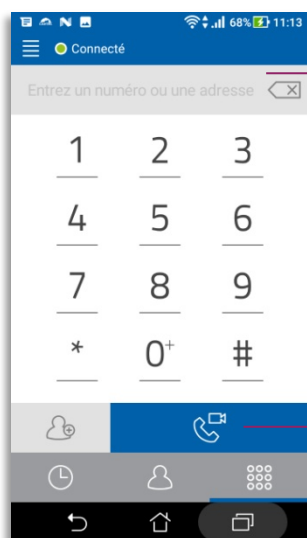 68% 11:13
Connecté
Entrez un numéro ou une adresse
1 2 3
4 5 6
7 8 9
* 0+ #